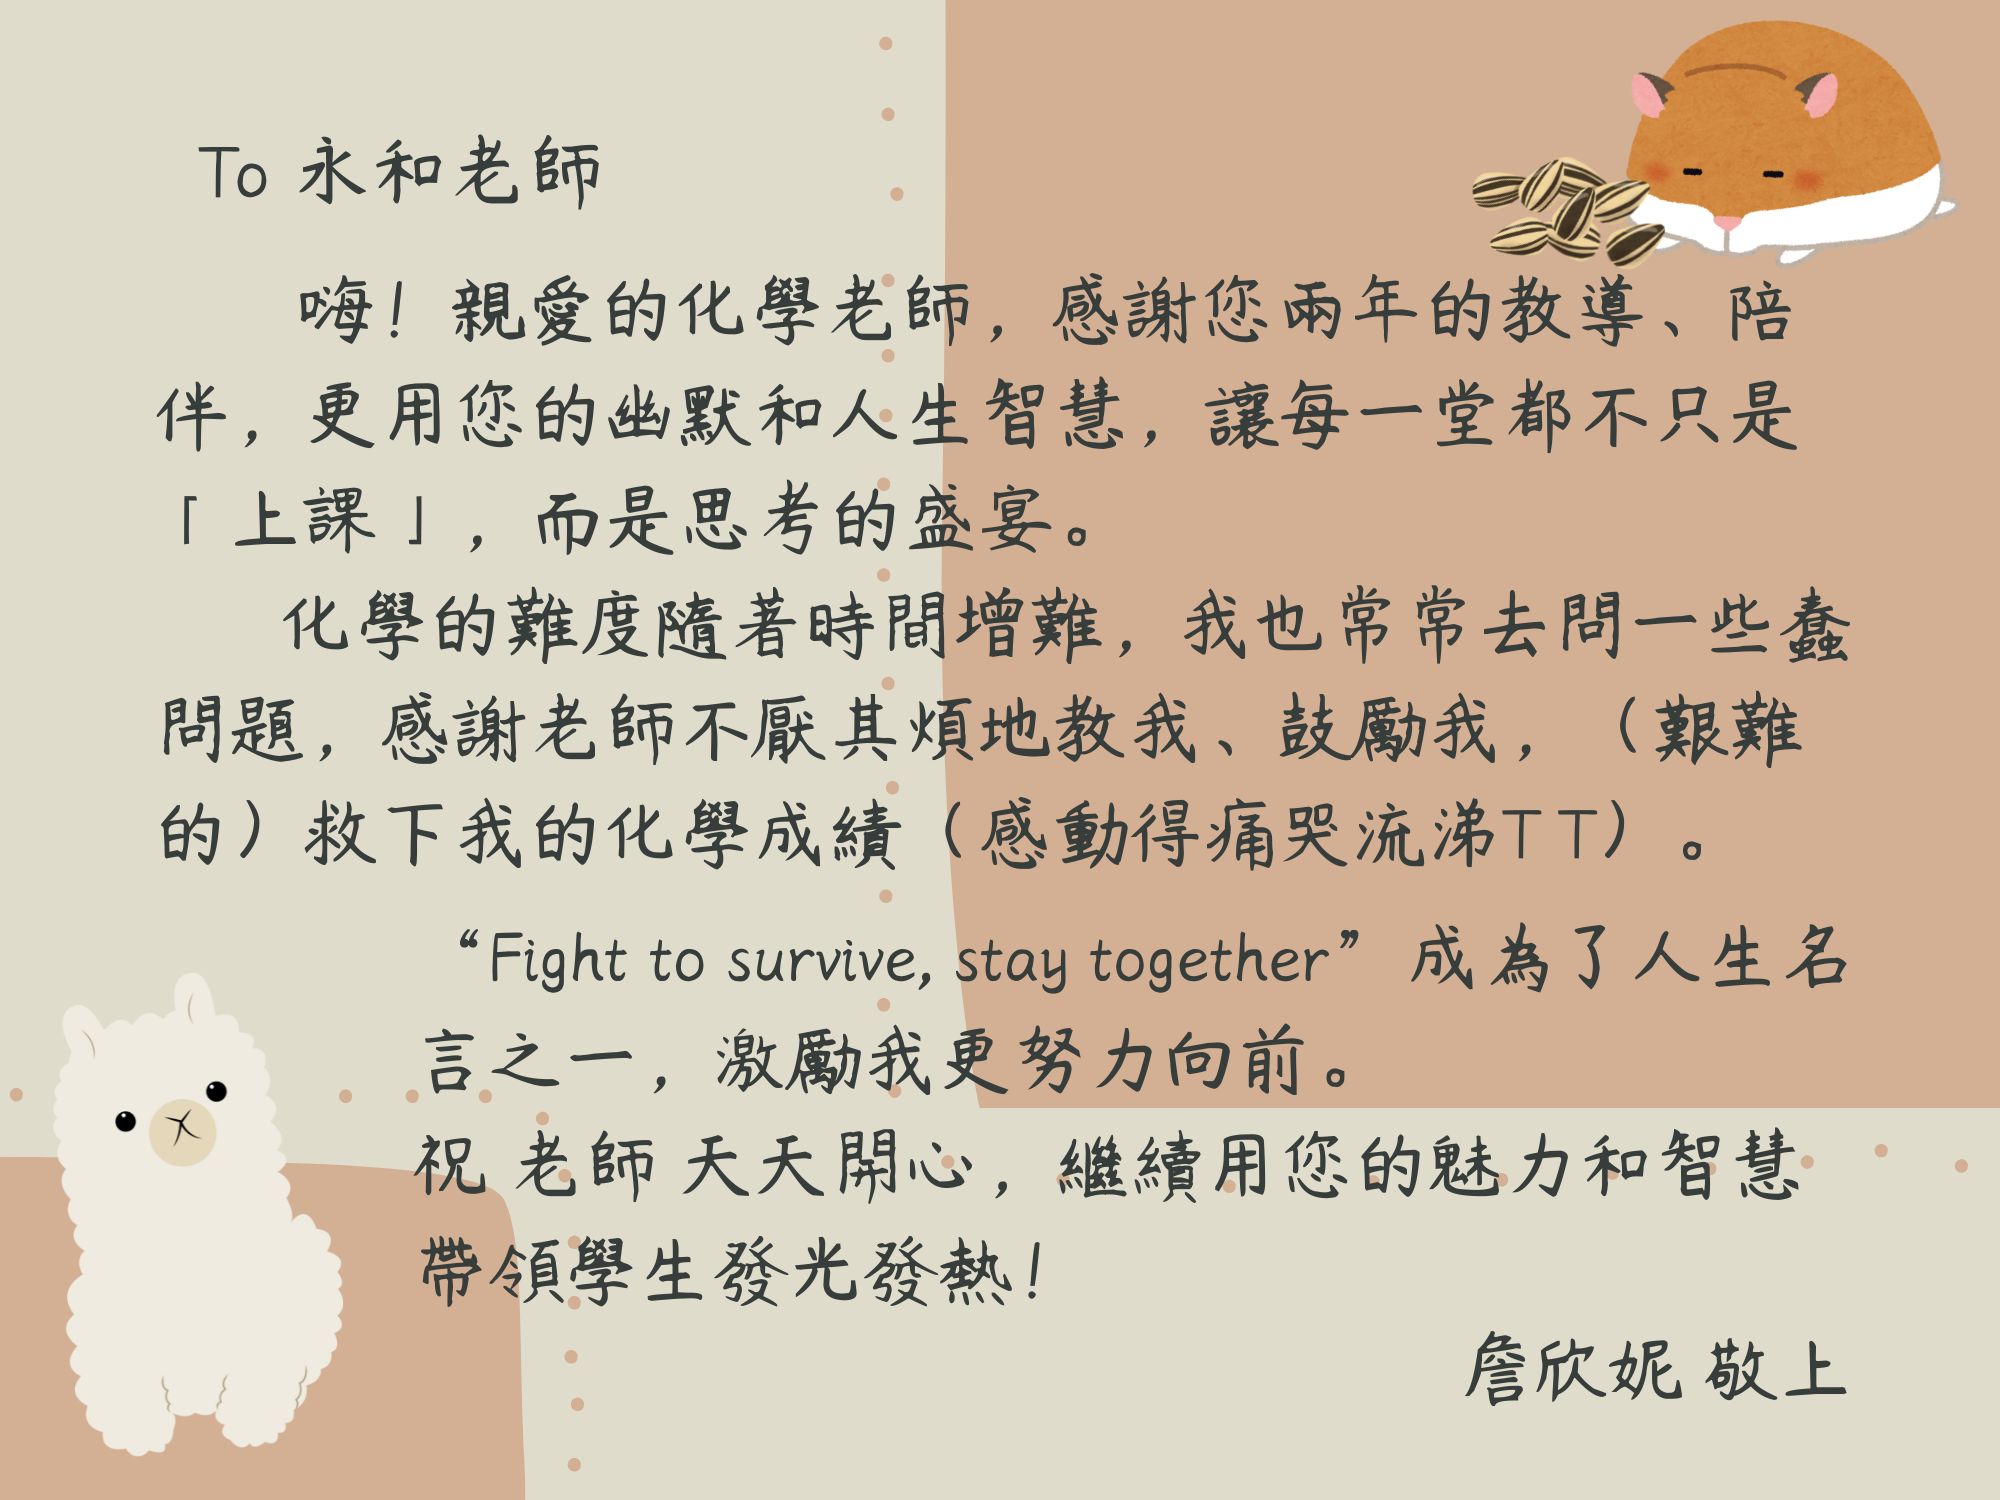 To 永和老師
嗨！親愛的化學老師，感謝您兩年的教導、陪
伴，更用您的幽默和人生智慧，讓每一堂都不只是
「上課」，而是思考的盛宴。
化學的難度隨著時間增難，我也常常去問一些蠢
問題，感謝老師不厭其煩地教我、鼓勵我，（艱難
的）救下我的化學成績（感動得痛哭流涕TT）。
“Fight to survive, stay together” 成為了人生名
言之一，激勵我更努力向前。
祝 老師 天天開心，繼續用您的魅力和智慧
帶領學生發光發熱！
詹欣妮 敬上